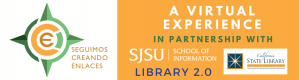 SEGUIMOS
CREANDO
ENLACES
A VIRTUAL
EXPERIENCE
IN PARTNERSHIP WITH
SJSU | SCHOOL OF INFORMATION
California
STATE LIBRARY
LIBRARY 2.0